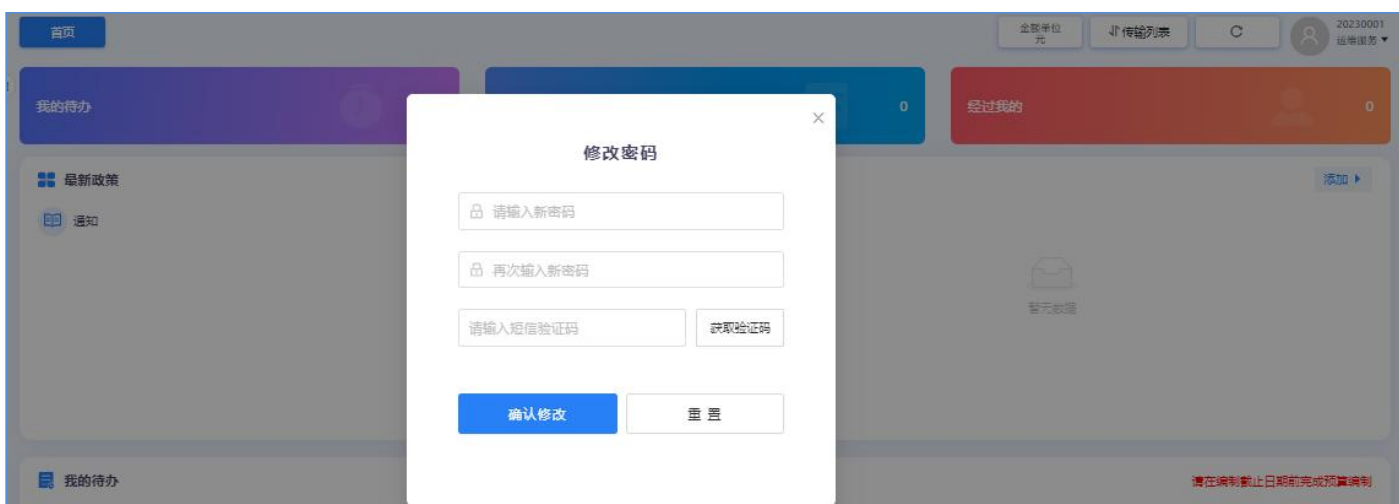 首页
金额单位
元
传输列表
20230001
运维服务
我的待办
0
经过我的
0
修改密码
最新政策
添加
请输入新密码
通知
再次输入新密码
暂无数据
请输入短信验证码
获取验证码
确认修改
重置
我的待办
请在编制截止日期前完成预算编制